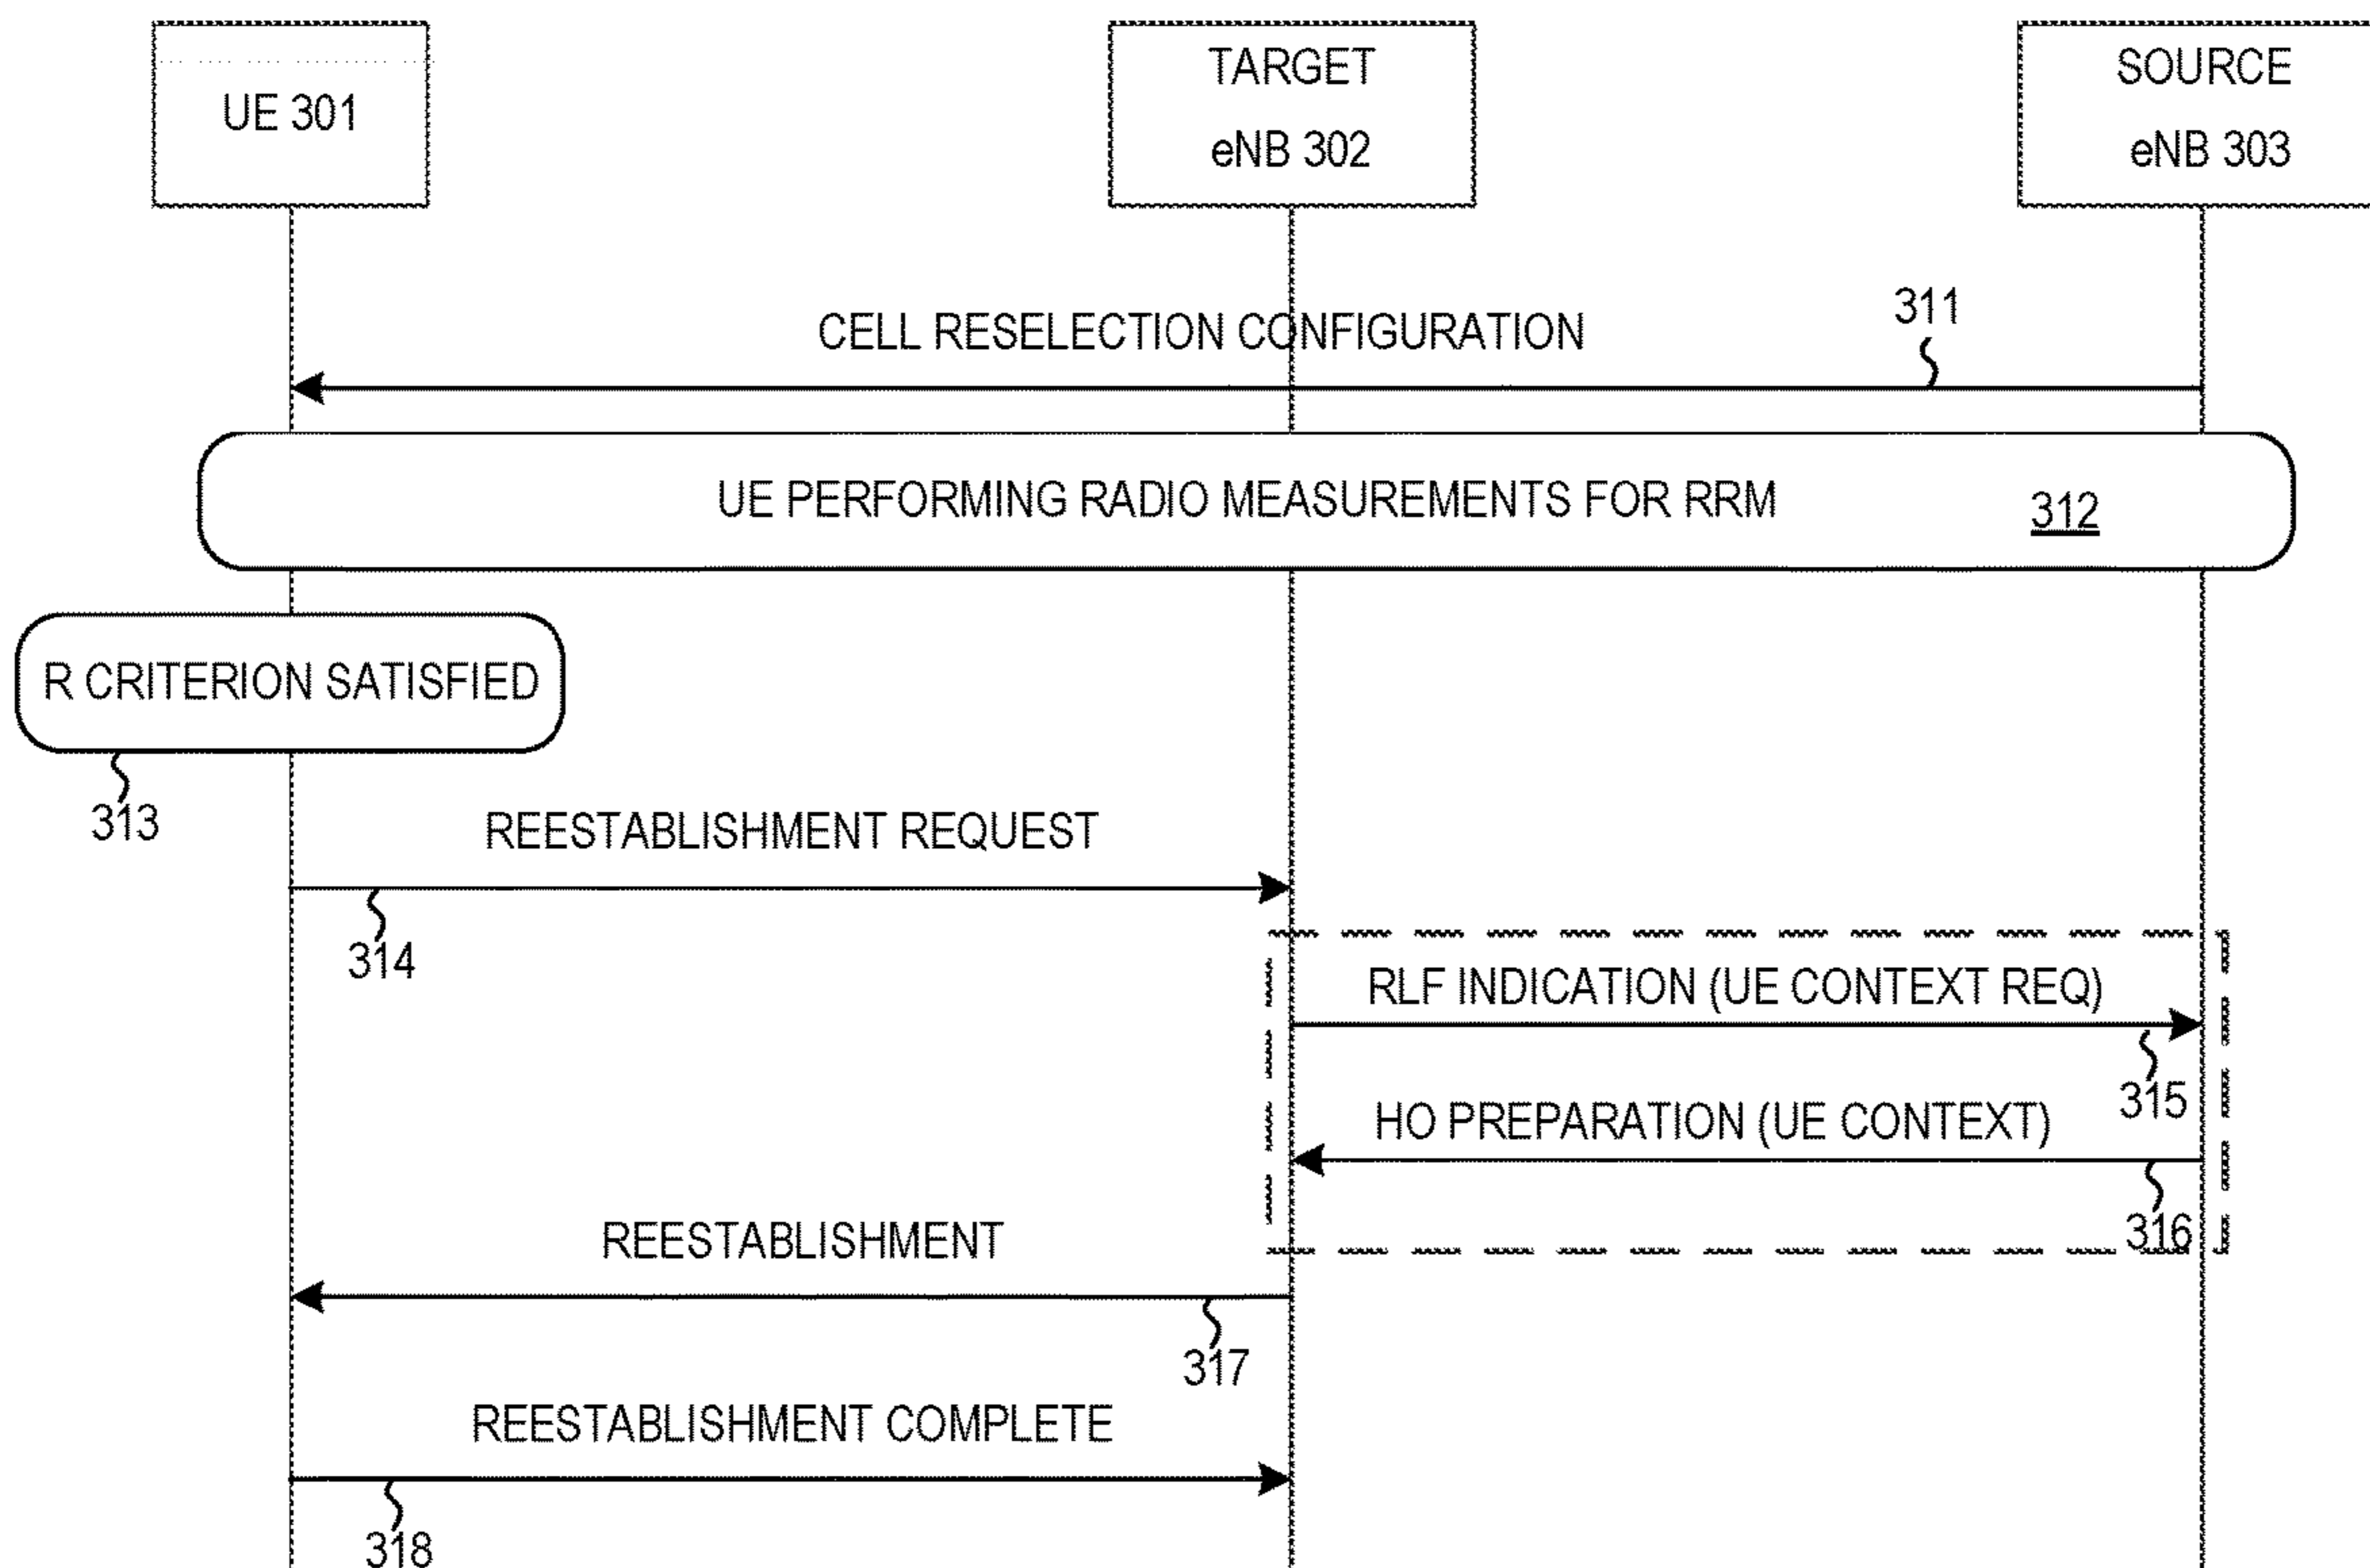 UE 301
TARGET
eNB 302
SOURCE
eNB 303
311
CELL RESELECTION CONFIGURATION
UE PERFORMING RADIO MEASUREMENTS FOR RRM 312
R CRITERION SATISFIED
313
REESTABLISHMENT REQUEST
314
RLF INDICATION (UE CONTEXT REQ)
315
HO PREPARATION (UE CONTEXT)
316
REESTABLISHMENT
317
REESTABLISHMENT COMPLETE
318